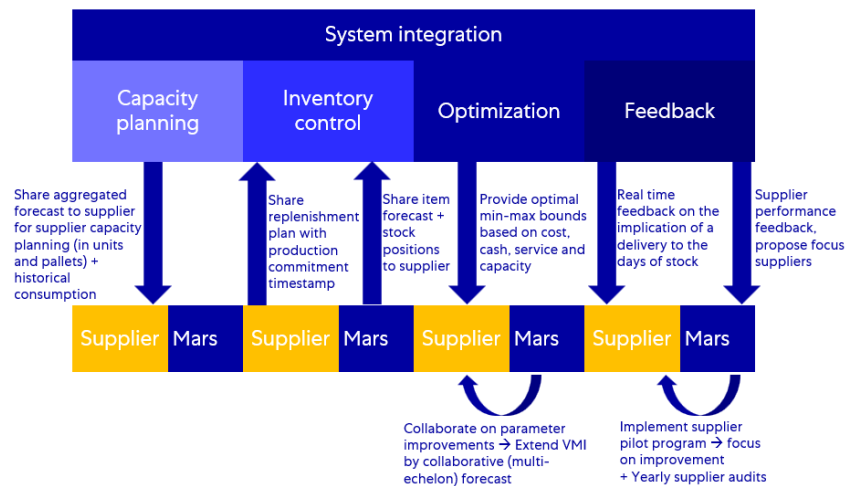 System integration
Capacity
planning
Inventory
control
Optimization
Feedback
Share aggregated
forecast to supplier
for supplier capacity
planning (in units
and pallets) +
historical
consumption
Share
replenishment
plan with
production
commitment
timestamp
Share item
forecast +
stock
positions
to supplier
Provide optimal
min-max bounds
based on cost,
cash, service and
capacity
Real time
feedback on the
implication of a
delivery to the
days of stock
Supplier
performance
feedback,
propose focus
suppliers
Supplier
Mars
Supplier
Mars
Supplier
Mars
Supplier
Mars
Collaborate on parameter
improvements → Extend VMI
by collaborative (multi-
echelon) forecast
Implement supplier
pilot program → focus
on improvement
+ Yearly supplier audits